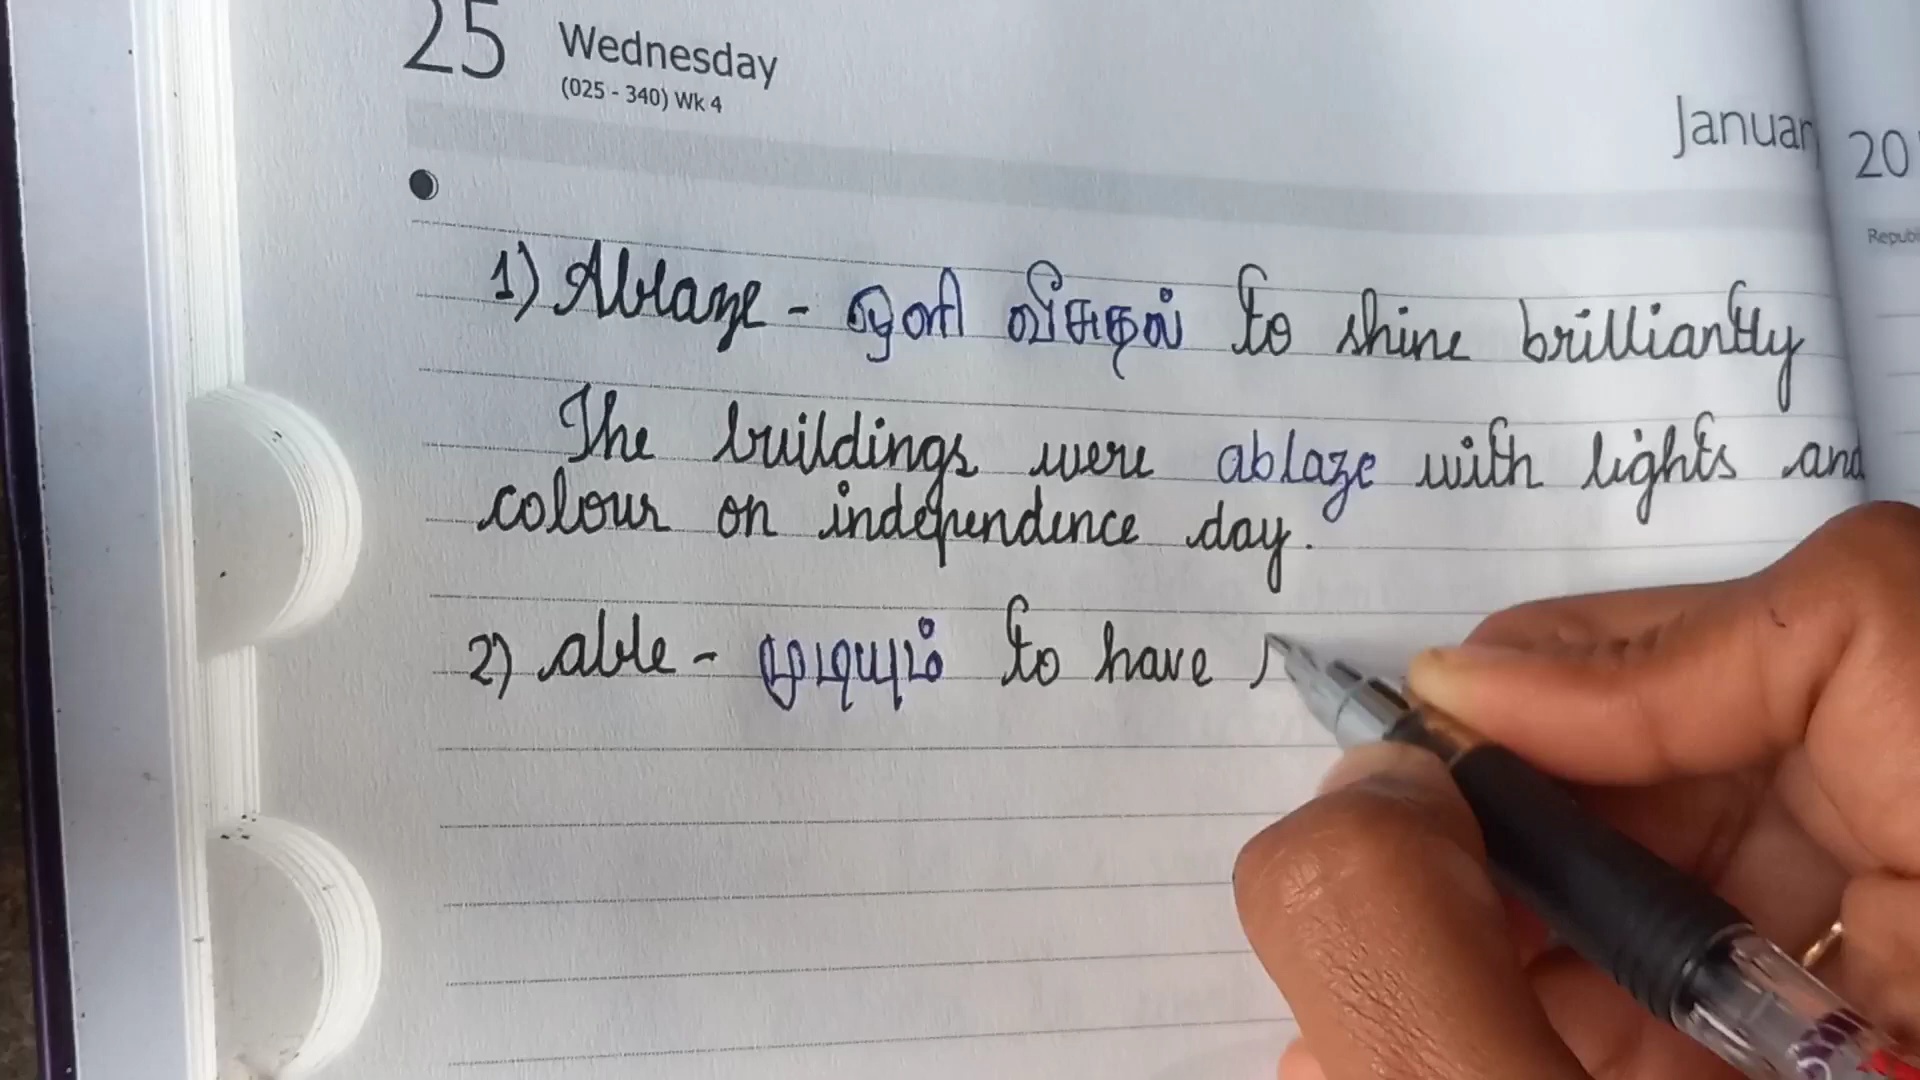 25 Wednesday
(025 - 340) Wk 4
Januar
20
Republi
1) Ablaze - ஒளி வீசுதல் to shine brilliantly
The buildings were ablaze with lights and
colour on independence day.
2) able - முடியும் to have